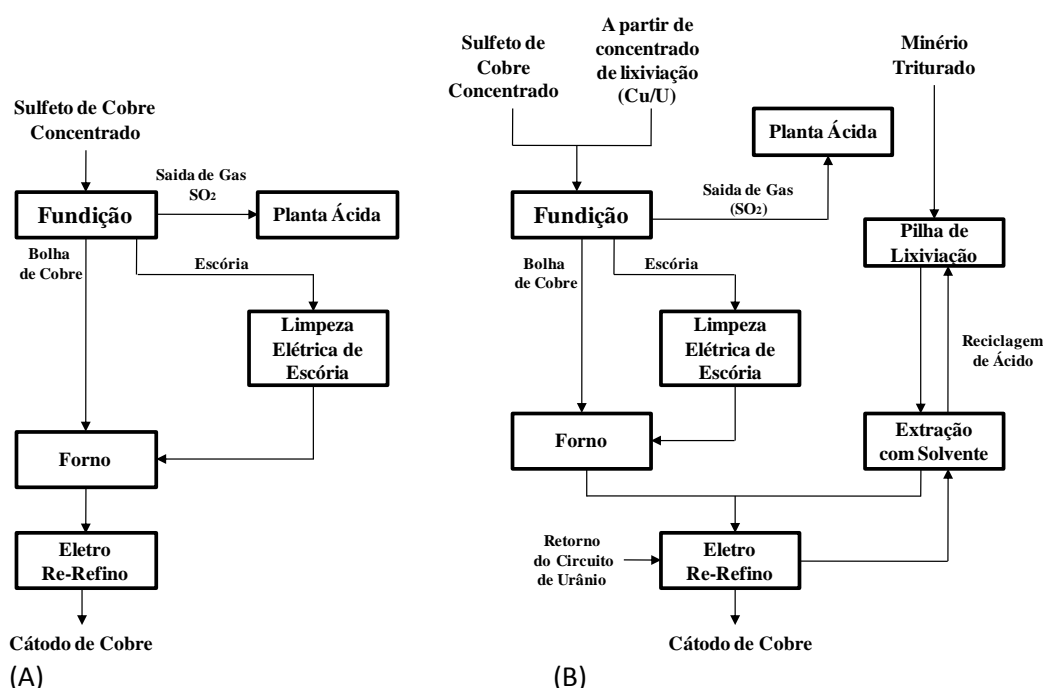 Sulfeto de Cobre
Concentrado
Fundição
Saida de Gas
SO₂
Planta Ácida
Bolha
de Cobre
Escória
Limpeza
Elétrica de
Escória
Forno
Eletro
Re-Refino
Cátodo de Cobre
(A)
Sulfeto de
Cobre
Concentrado
A partir de
concentrado
de lixiviação
(Cu/U)
Minério
Triturado
Planta Ácida
Fundição
Saida de Gas
(SO₂)
Pilha de
Lixiviação
Bolha
de Cobre
Escória
Limpeza
Elétrica de
Escória
Reciclagem
de Ácido
Forno
Extração
com Solvente
Retorno
do Circuito
de Urânio
Eletro
Re-Refino
Cátodo de Cobre
(B)